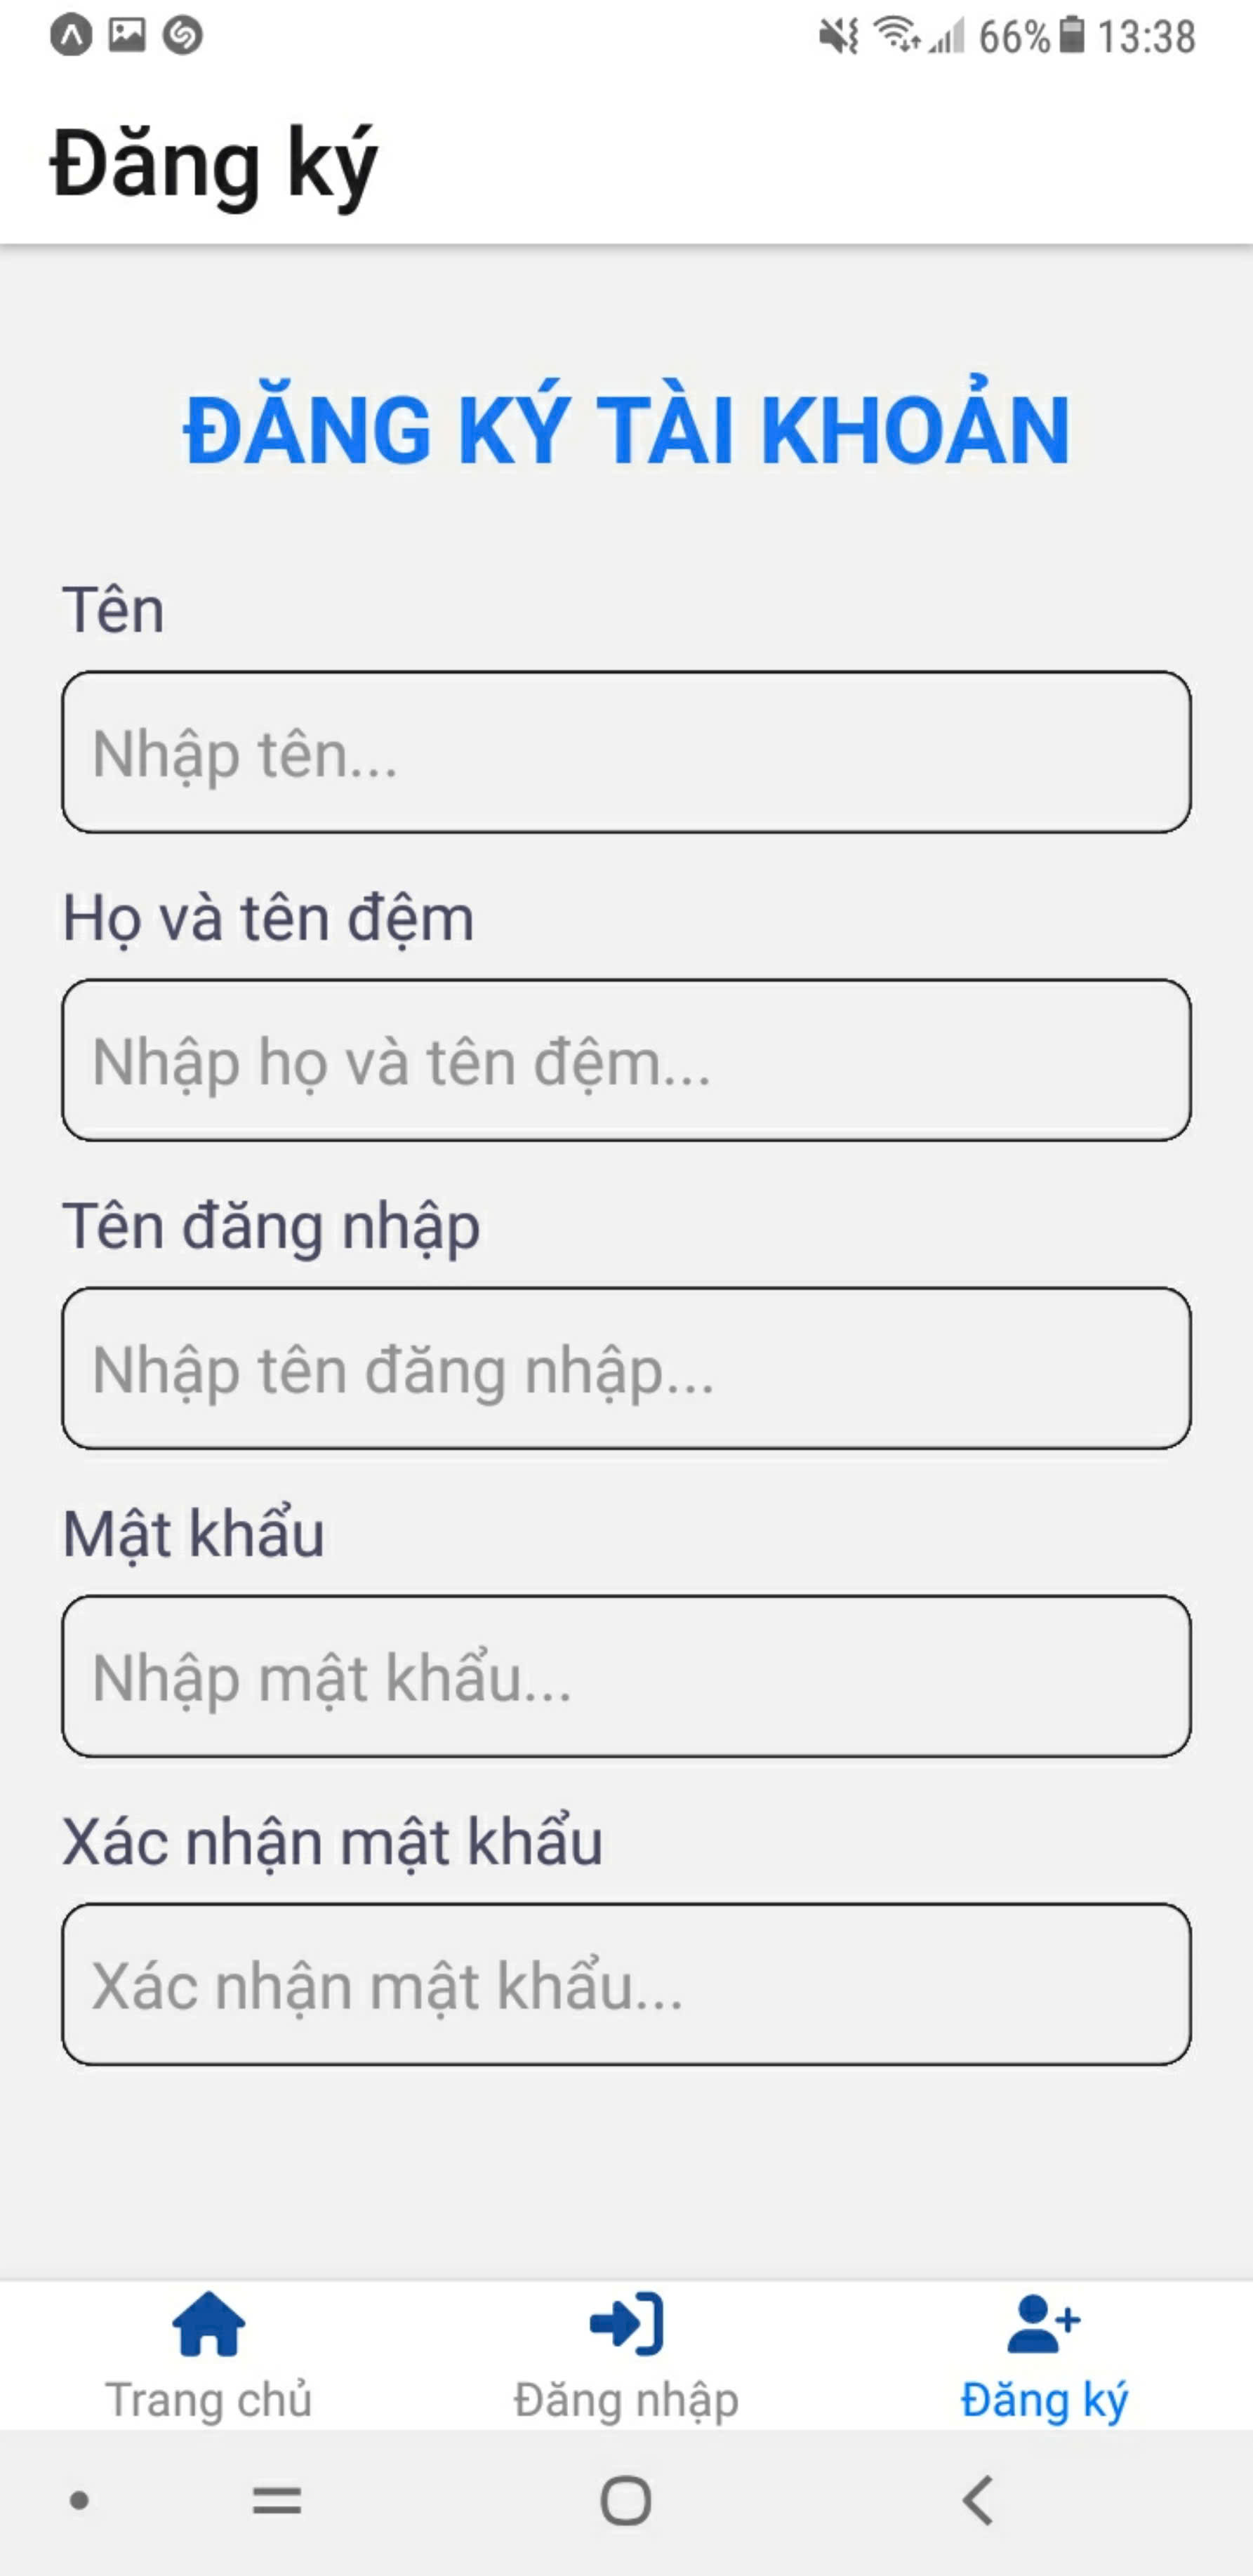 66% 13:38
Đăng ký
ĐĂNG KÝ TÀI KHOẢN
Tên
Nhập tên...
Họ và tên đệm
Nhập họ và tên đệm...
Tên đăng nhập
Nhập tên đăng nhập...
Mật khẩu
Nhập mật khẩu...
Xác nhận mật khẩu
Xác nhận mật khẩu...
Trang chủ Đăng nhập Đăng ký